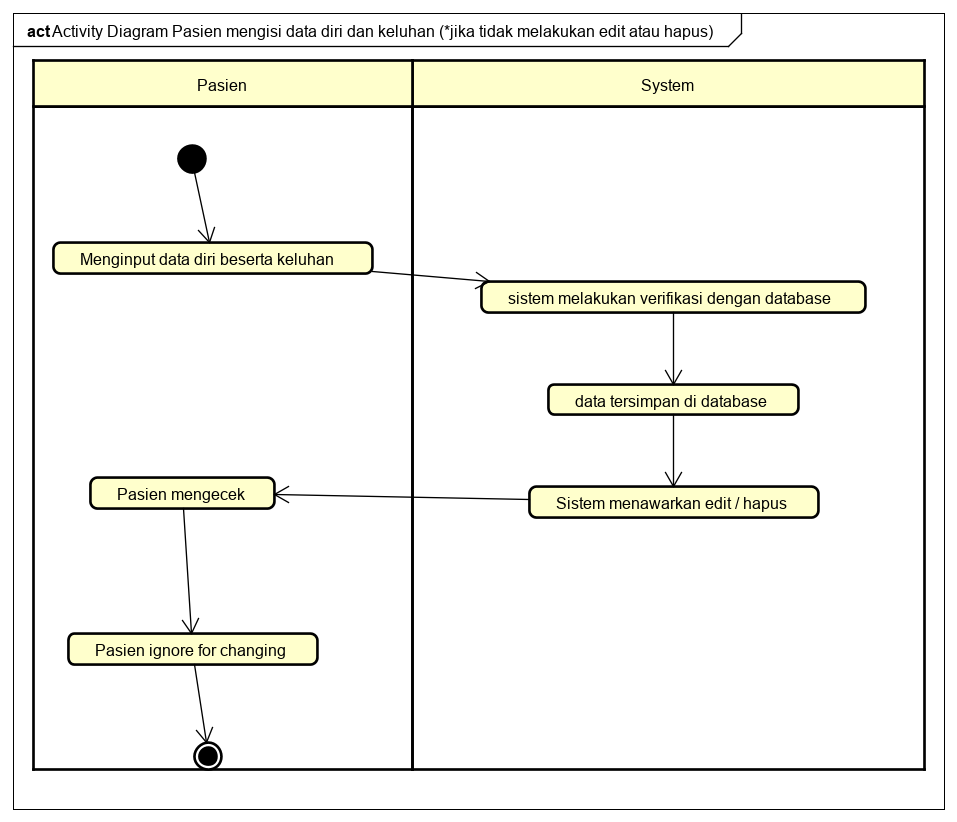 act Activity Diagram Pasien mengisi data diri dan keluhan (*jika tidak melakukan edit atau hapus)
Pasien
System
Menginput data diri beserta keluhan
sistem melakukan verifikasi dengan database
data tersimpan di database
Sistem menawarkan edit / hapus
Pasien mengecek
Pasien ignore for changing